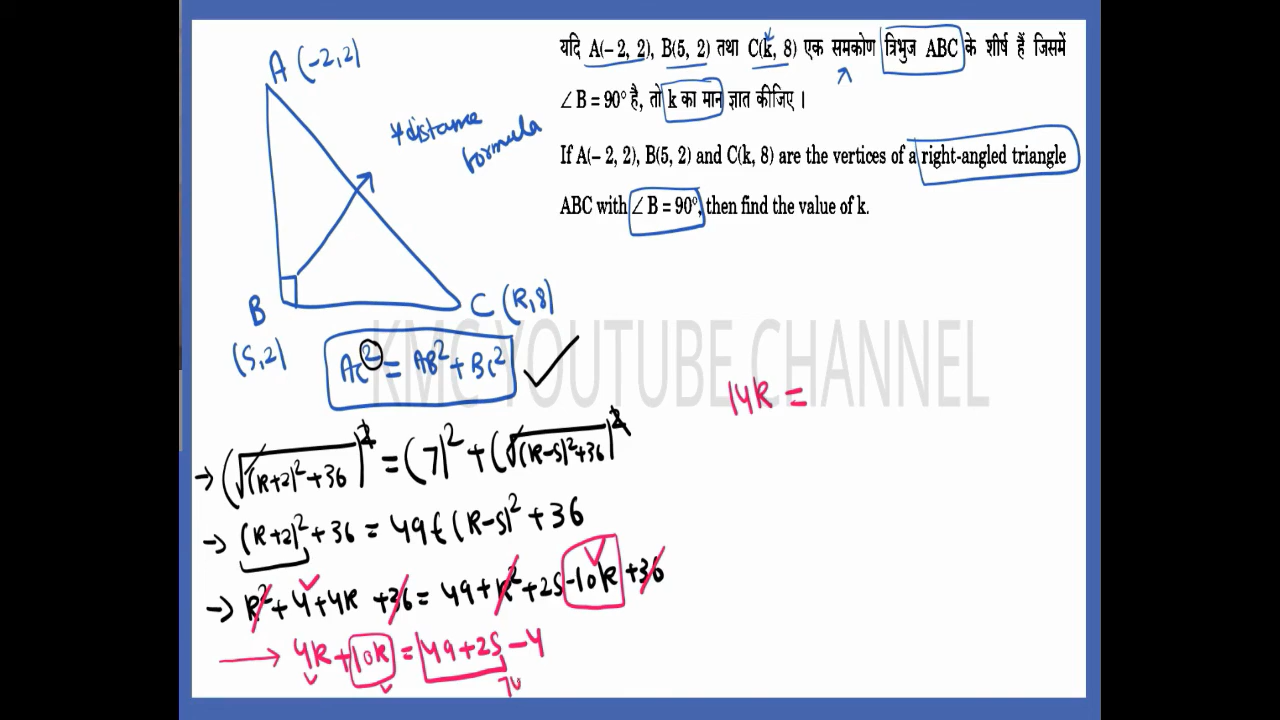 यदि A(– 2, 2), B(5, 2) तथा C(k, 8) एक समकोण त्रिभुज ABC के शीर्ष हैं जिसमें
∠B = 90° है, तो k का मान ज्ञात कीजिए ।
If A(– 2, 2), B(5, 2) and C(k, 8) are the vertices of a right-angled triangle
ABC with ∠B = 90°, then find the value of k.
A (-2,2)
* distance
formula
B
(5,2)
C (k,8)
AC² = AB² + BC²
KMC YOUTUBE CHANNEL
→ (√(k+2)²+36)² = (7)² + (√(k-5)²+36)²
→ (k+2)² + 36 = 49 + (k-5)² + 36
→ k² + 4 + 4k + 36 = 49 + k² + 25 - 10k + 36
→ 4k + 10k = 49 + 25 - 4
74
14k =